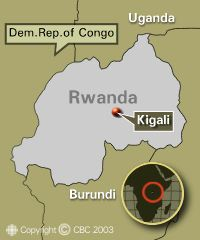 Uganda
Dem.Rep.of Congo
Rwanda
Kigali
Burundi
Copyright © CBC 2003